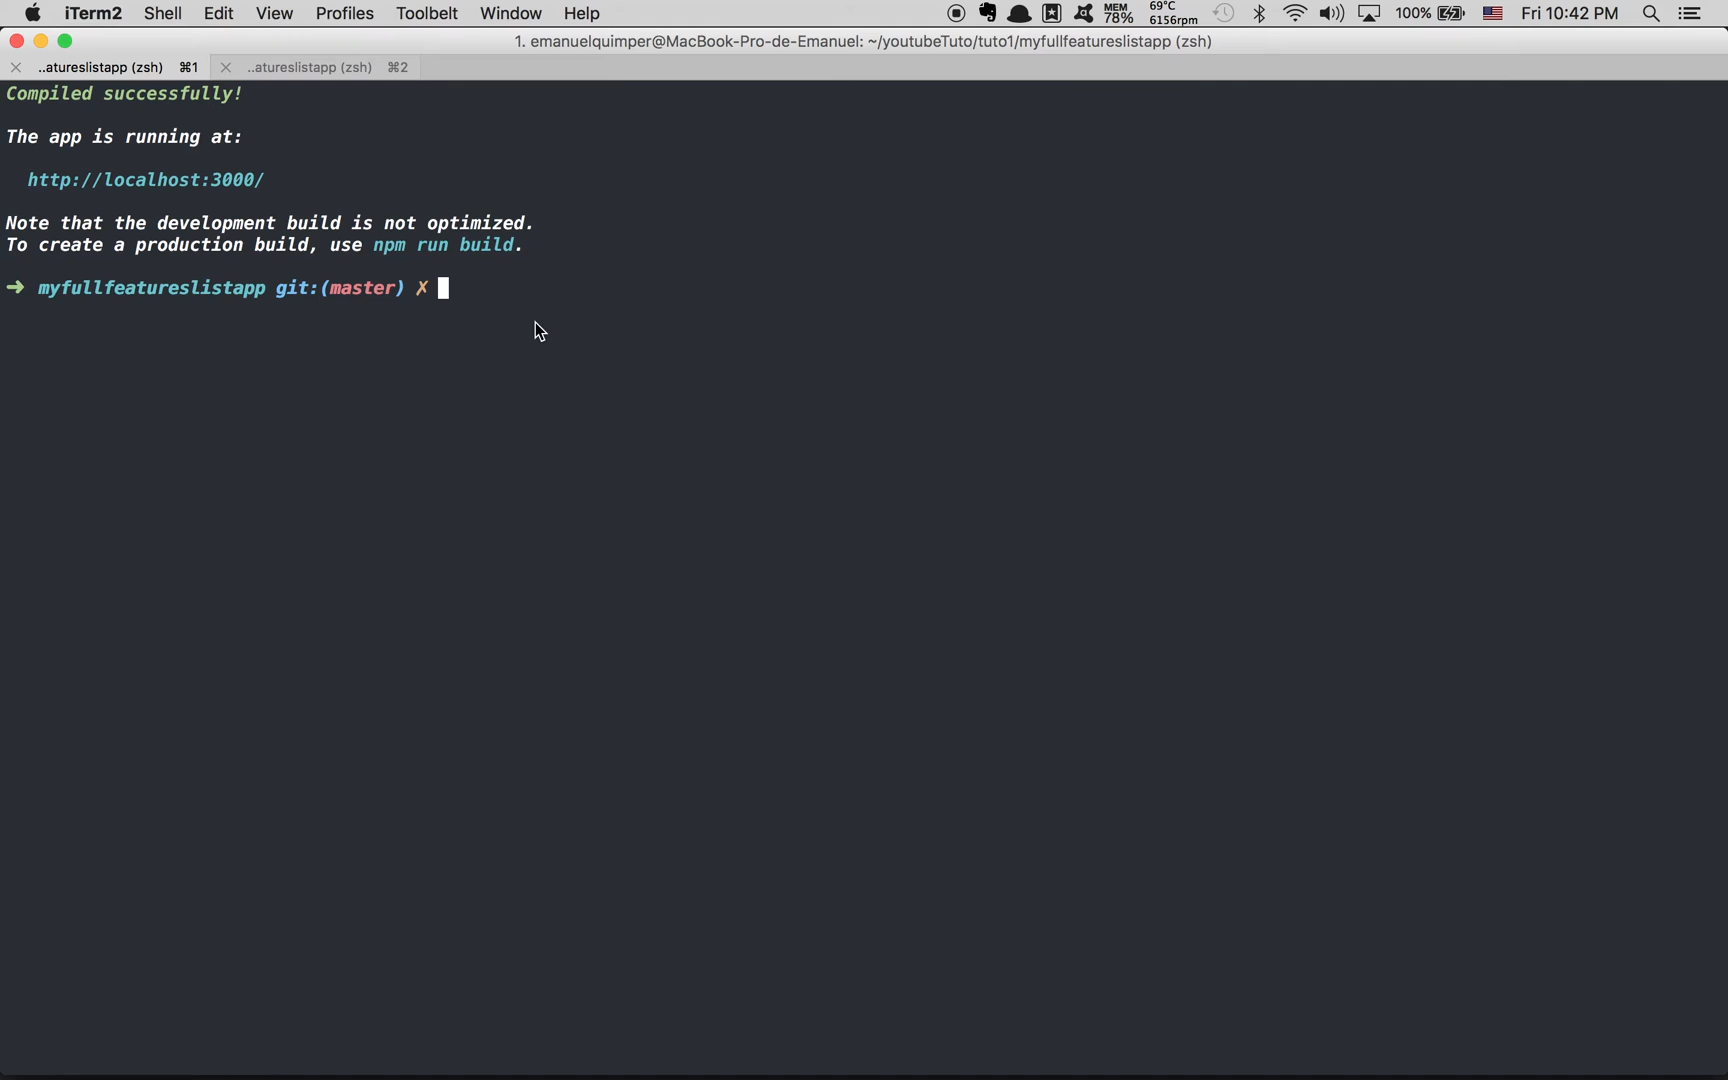 iTerm2 Shell Edit View Profiles Toolbelt Window Help MEM 78% 69°C 6156rpm 100% Fri 10:42 PM
1. emanuelquimper@MacBook-Pro-de-Emanuel: ~/youtubeTuto/tuto1/myfullfeatureslistapp (zsh)
..atureslistapp (zsh) ⌘1 ..atureslistapp (zsh) ⌘2
Compiled successfully!
The app is running at:
http://localhost:3000/
Note that the development build is not optimized.
To create a production build, use npm run build.
➜ myfullfeatureslistapp git:(master) ✗